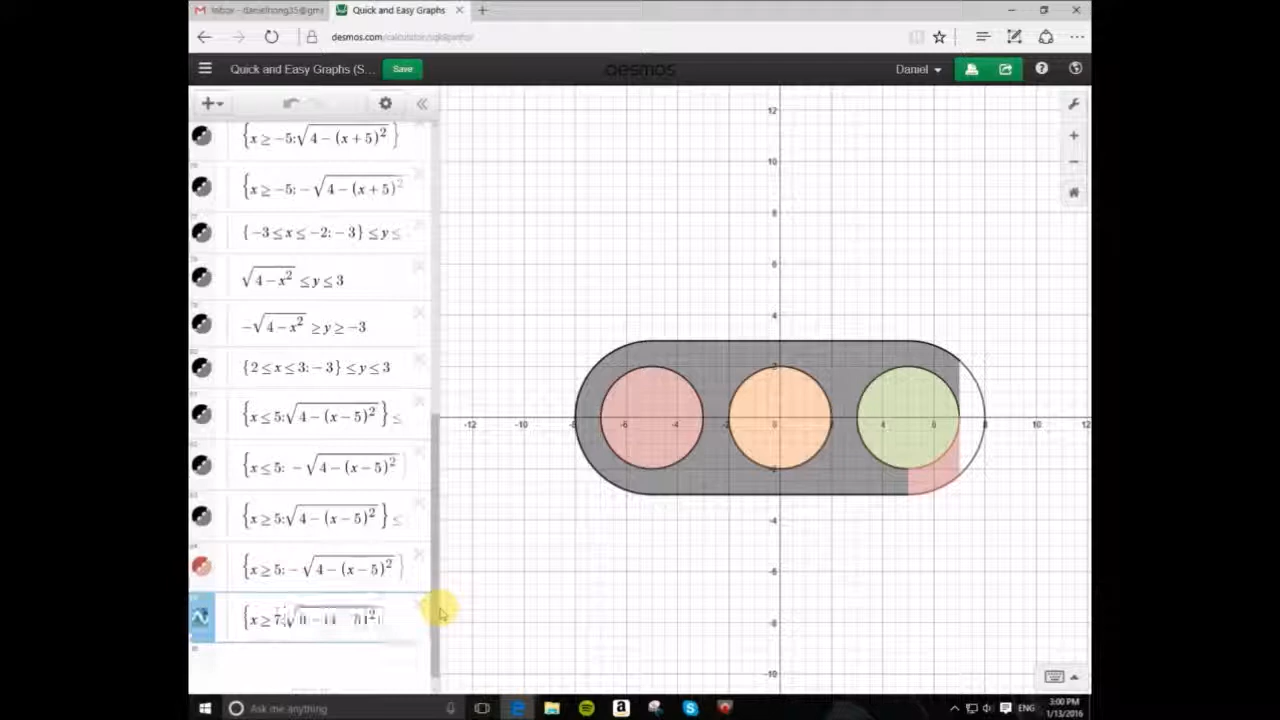 Inbox - danielhong35@gm
Quick and Easy Graphs
desmos.com/calculator/
Quick and Easy Graphs (S...
Save
desmos
Daniel
{x ≥ −5: √(4 − (x + 5)²}
{x ≥ −5: −√(4 − (x + 5)²
{−3 ≤ x ≤ −2: −3} ≤ y ≤
√(4 − x²) ≤ y ≤ 3
−√(4 − x²) ≥ y ≥ −3
{2 ≤ x ≤ 3: −3} ≤ y ≤ 3
{x ≤ 5: √(4 − (x − 5)²} ≤
{x ≤ 5: −√(4 − (x − 5)²
{x ≥ 5: √(4 − (x − 5)²} ≤
{x ≥ 5: −√(4 − (x − 5)²}
{x ≥ 7:
12
10
8
6
4
2
-12 -10 -8 -6 -4 -2 0 2 4 6 8 10 12
-2
-4
-6
-8
-10
Ask me anything
ENG
3:00 PM
1/13/2016